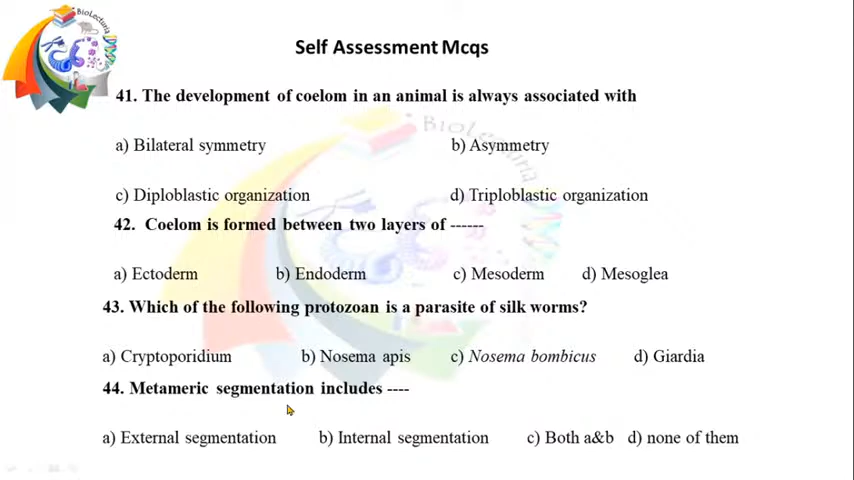 BioLecturia
Self Assessment Mcqs
41. The development of coelom in an animal is always associated with
a) Bilateral symmetry b) Asymmetry
c) Diploblastic organization d) Triploblastic organization
42. Coelom is formed between two layers of ------
a) Ectoderm b) Endoderm c) Mesoderm d) Mesoglea
43. Which of the following protozoan is a parasite of silk worms?
a) Cryptoporidium b) Nosema apis c) Nosema bombicus d) Giardia
44. Metameric segmentation includes ----
a) External segmentation b) Internal segmentation c) Both a&b d) none of them
BioLecturia